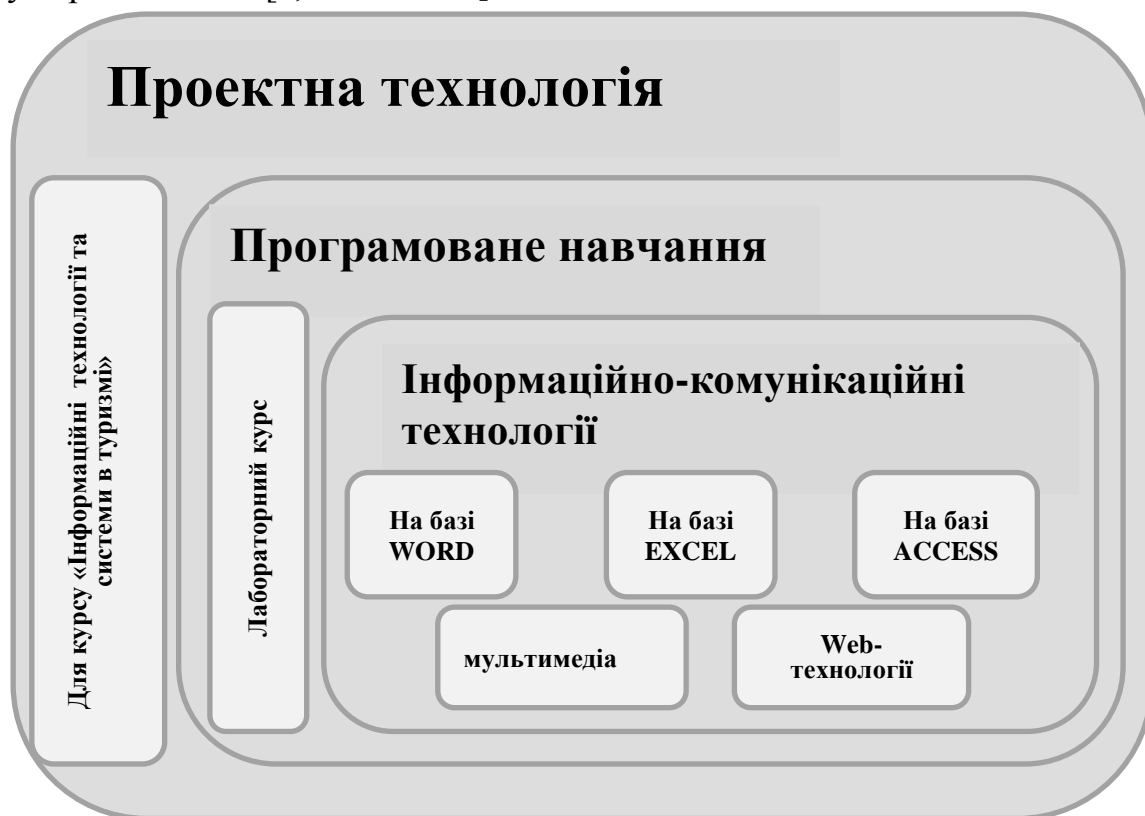 Проектна технологія
Для курсу «Інформаційні технології та
системи в туризмі»
Програмоване навчання
Лабораторний курс
Інформаційно-комунікаційні
технології
На базі
WORD
На базі
EXCEL
На базі
ACCESS
мультимедіа
Web-
технології